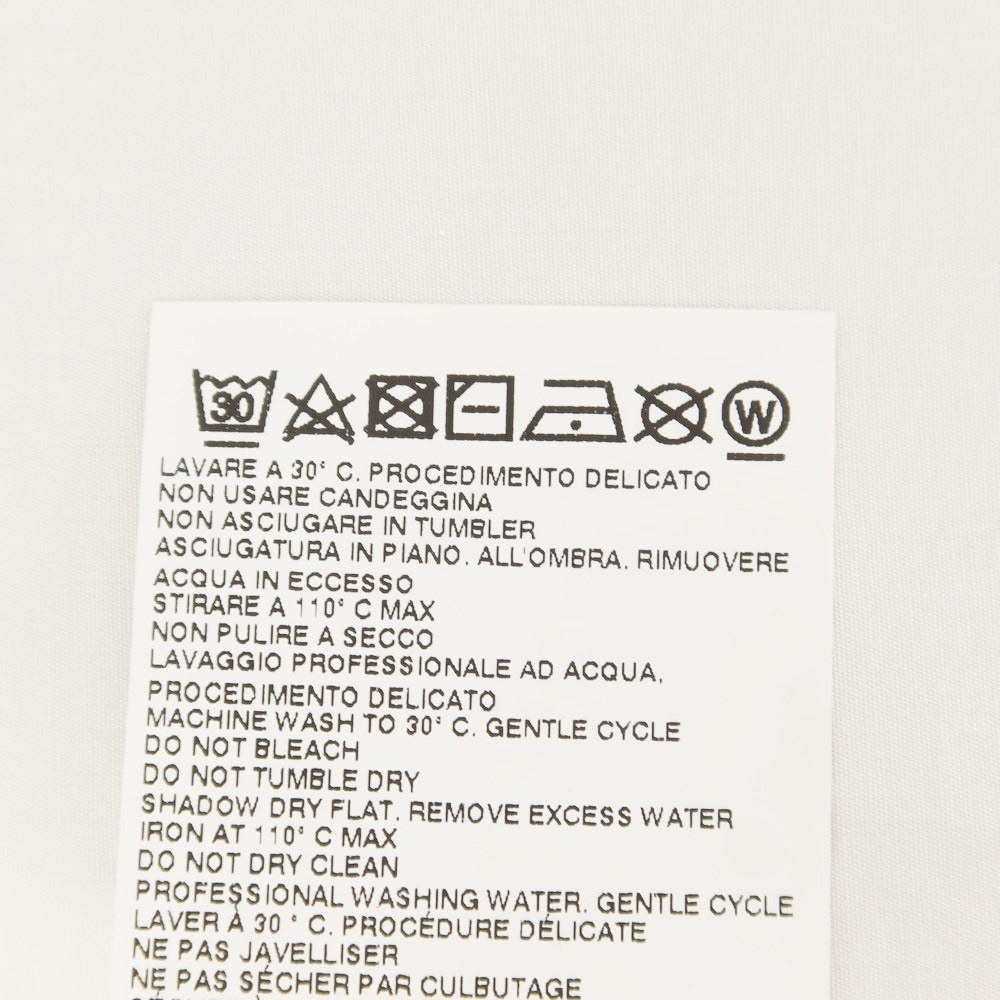 30 W
LAVARE A 30° C. PROCEDIMENTO DELICATO
NON USARE CANDEGGINA
NON ASCIUGARE IN TUMBLER
ASCIUGATURA IN PIANO. ALL'OMBRA. RIMUOVERE
ACQUA IN ECCESSO
STIRARE A 110° C MAX
NON PULIRE A SECCO
LAVAGGIO PROFESSIONALE AD ACQUA,
PROCEDIMENTO DELICATO
MACHINE WASH TO 30° C. GENTLE CYCLE
DO NOT BLEACH
DO NOT TUMBLE DRY
SHADOW DRY FLAT. REMOVE EXCESS WATER
IRON AT 110° C MAX
DO NOT DRY CLEAN
PROFESSIONAL WASHING WATER. GENTLE CYCLE
LAVER À 30 ° C. PROCÉDURE DÉLICATE
NE PAS JAVELLISER
NE PAS SÉCHER PAR CULBUTAGE